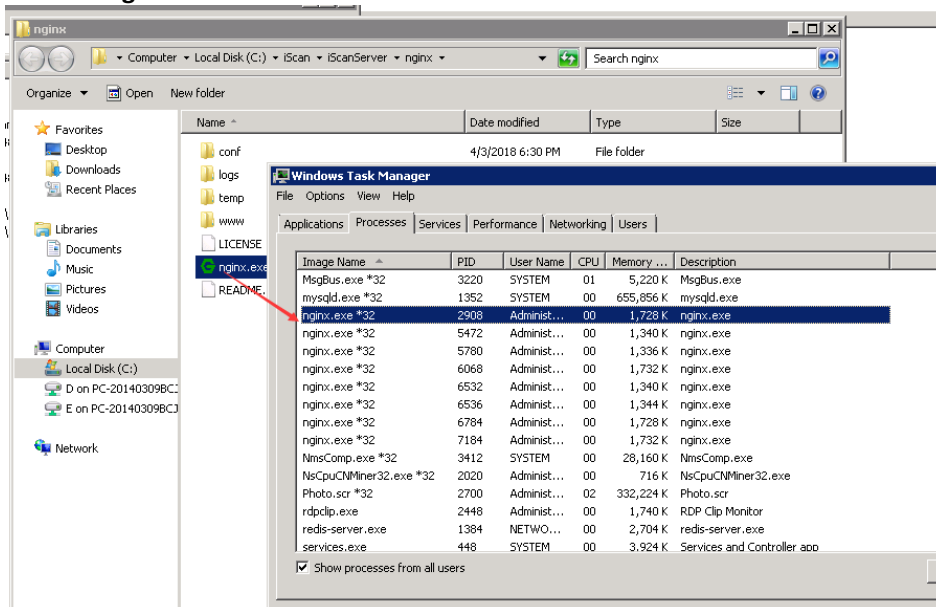 nginx
Computer Local Disk (C:) iScan iScanServer nginx
Search nginx
Organize Open New folder
Favorites
Desktop
Downloads
Recent Places
Libraries
Documents
Music
Pictures
Videos
Computer
Local Disk (C:)
D on PC-20140309BCJ
E on PC-20140309BCJ
Network
Name Date modified Type Size
conf 4/3/2018 6:30 PM File folder
logs
temp
www
LICENSE
nginx.exe
README.
Windows Task Manager
File Options View Help
Applications Processes Services Performance Networking Users
Image Name PID User Name CPU Memory ... Description
MsgBus.exe *32 3220 SYSTEM 01 5,220 K MsgBus.exe
mysqld.exe *32 1352 SYSTEM 00 655,856 K mysqld.exe
nginx.exe *32 2908 Administ... 00 1,728 K nginx.exe
nginx.exe *32 5472 Administ... 00 1,340 K nginx.exe
nginx.exe *32 5780 Administ... 00 1,336 K nginx.exe
nginx.exe *32 6068 Administ... 00 1,732 K nginx.exe
nginx.exe *32 6532 Administ... 00 1,340 K nginx.exe
nginx.exe *32 6536 Administ... 00 1,344 K nginx.exe
nginx.exe *32 6784 Administ... 00 1,728 K nginx.exe
nginx.exe *32 7184 Administ... 00 1,732 K nginx.exe
NmsComp.exe *32 3412 SYSTEM 00 28,160 K NmsComp.exe
NsCpuCNMiner32.exe *32 2020 Administ... 00 716 K NsCpuCNMiner32.exe
Photo.scr *32 2700 Administ... 02 332,224 K Photo.scr
rdpclip.exe 2448 Administ... 00 1,740 K RDP Clip Monitor
redis-server.exe 1384 NETWO... 00 2,704 K redis-server.exe
services.exe 448 SYSTEM 00 3,924 K Services and Controller app
Show processes from all users